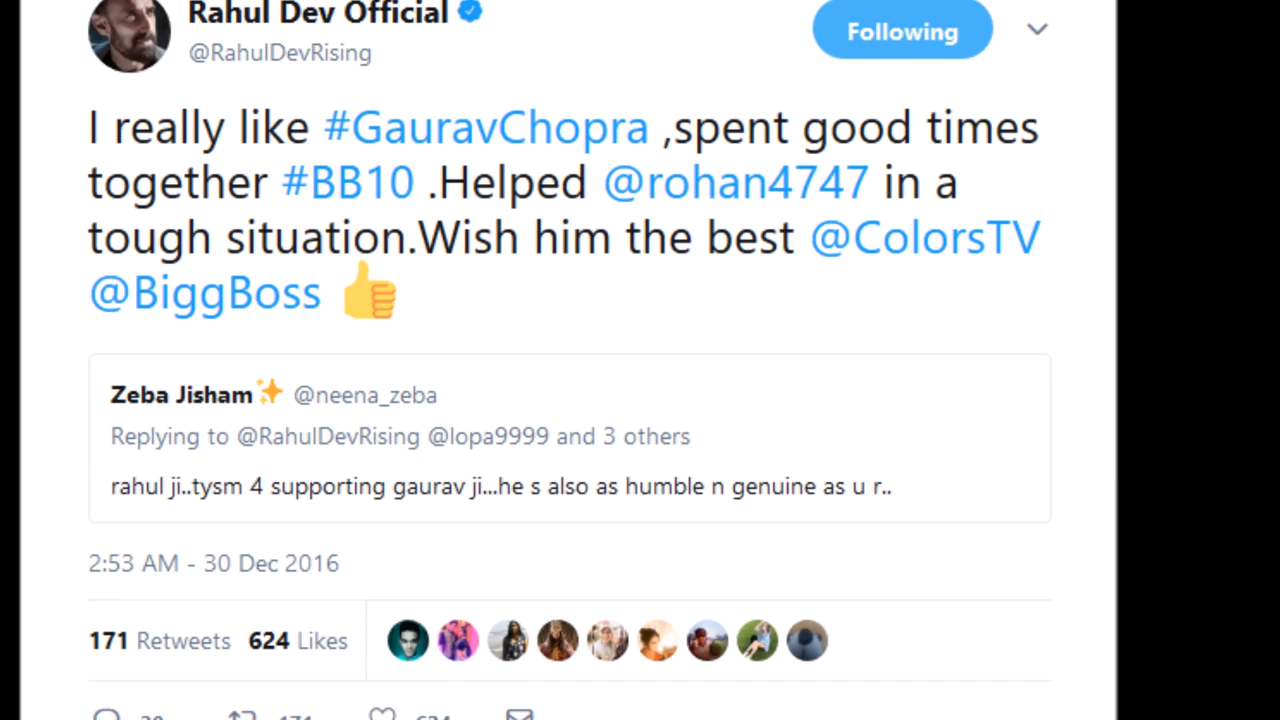 Rahul Dev Official
Following
@RahulDevRising
I really like #GauravChopra ,spent good times
together #BB10 .Helped @rohan4747 in a
tough situation.Wish him the best @ColorsTV
@BiggBoss 👍
Zeba Jisham✨ @neena_zeba
Replying to @RahulDevRising @lopa9999 and 3 others
rahul ji..tysm 4 supporting gaurav ji...he s also as humble n genuine as u r..
2:53 AM - 30 Dec 2016
171 Retweets 624 Likes
171 624